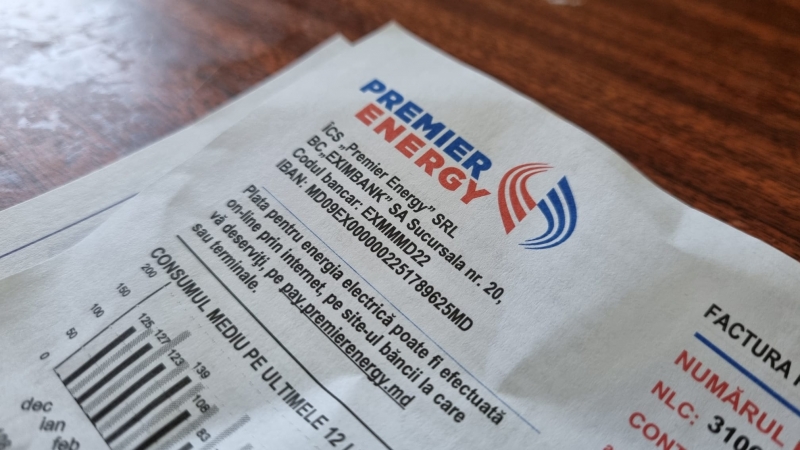 PREMIER
ENERGY
ÎCS „Premier Energy” SRL
BC„EXIMBANK” SA Sucursala nr. 20,
Codul bancar: EXMMMD22
IBAN: MD09EX0000002251789625MD
Plata pentru energia electrică poate fi efectuată
on-line prin internet, pe site-ul băncii la care
vă deserviți, pe pay.premierenergy.md
sau terminale.
CONSUMUL MEDIU PE ULTIMELE 12 L
200
150
100
50
0
125
127
123
139
106
83
dec
ian
feb
FACTURA
NUMĂRUL
NLC: 310
CONT